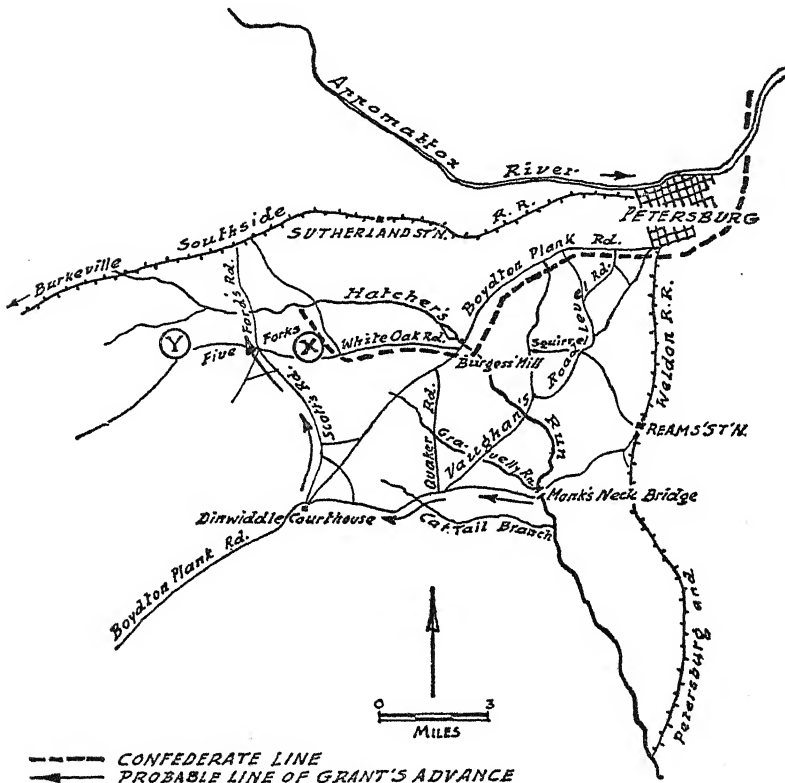 Appomattox
River
PETERSBURG
Southside
R. R.
SUTHERLAND ST'N.
Burkeville
Boydton Plank Rd.
Hatcher's
Ford's Rd.
Y
Five Forks
X
White Oak Rd.
Burgess' Mill
Squirrel Level Rd.
Road
Weldon R.R.
Scott's Rd.
Quaker Rd.
Vaughan's
Run
Gravelly Run
REAMS' ST'N.
Monk's Neck Bridge
Dinwiddie Courthouse
Cat Tail Branch
Boydton Plank Rd.
Petersburg and
0 3
MILES
CONFEDERATE LINE
PROBABLE LINE OF GRANT'S ADVANCE